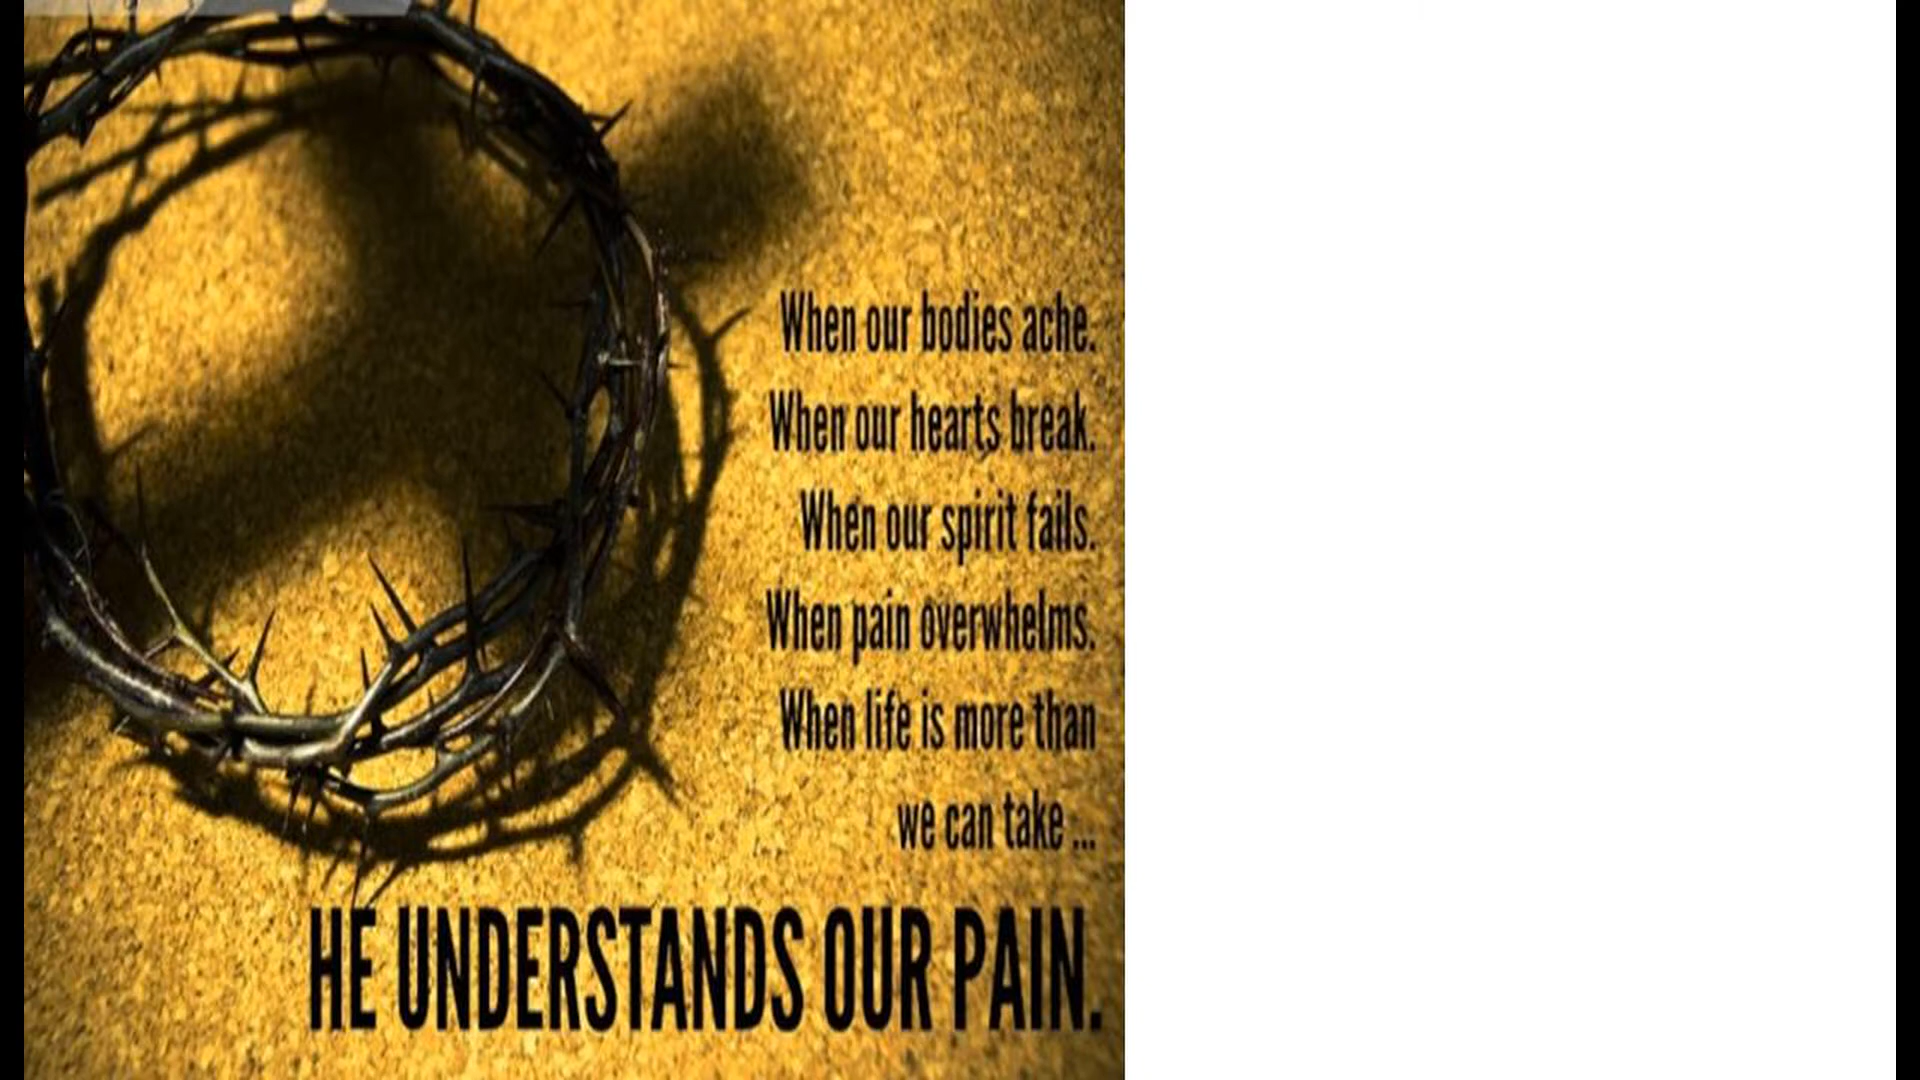 When our bodies ache.
When our hearts break.
When our spirit fails.
When pain overwhelms.
When life is more than
we can take ...
HE UNDERSTANDS OUR PAIN.